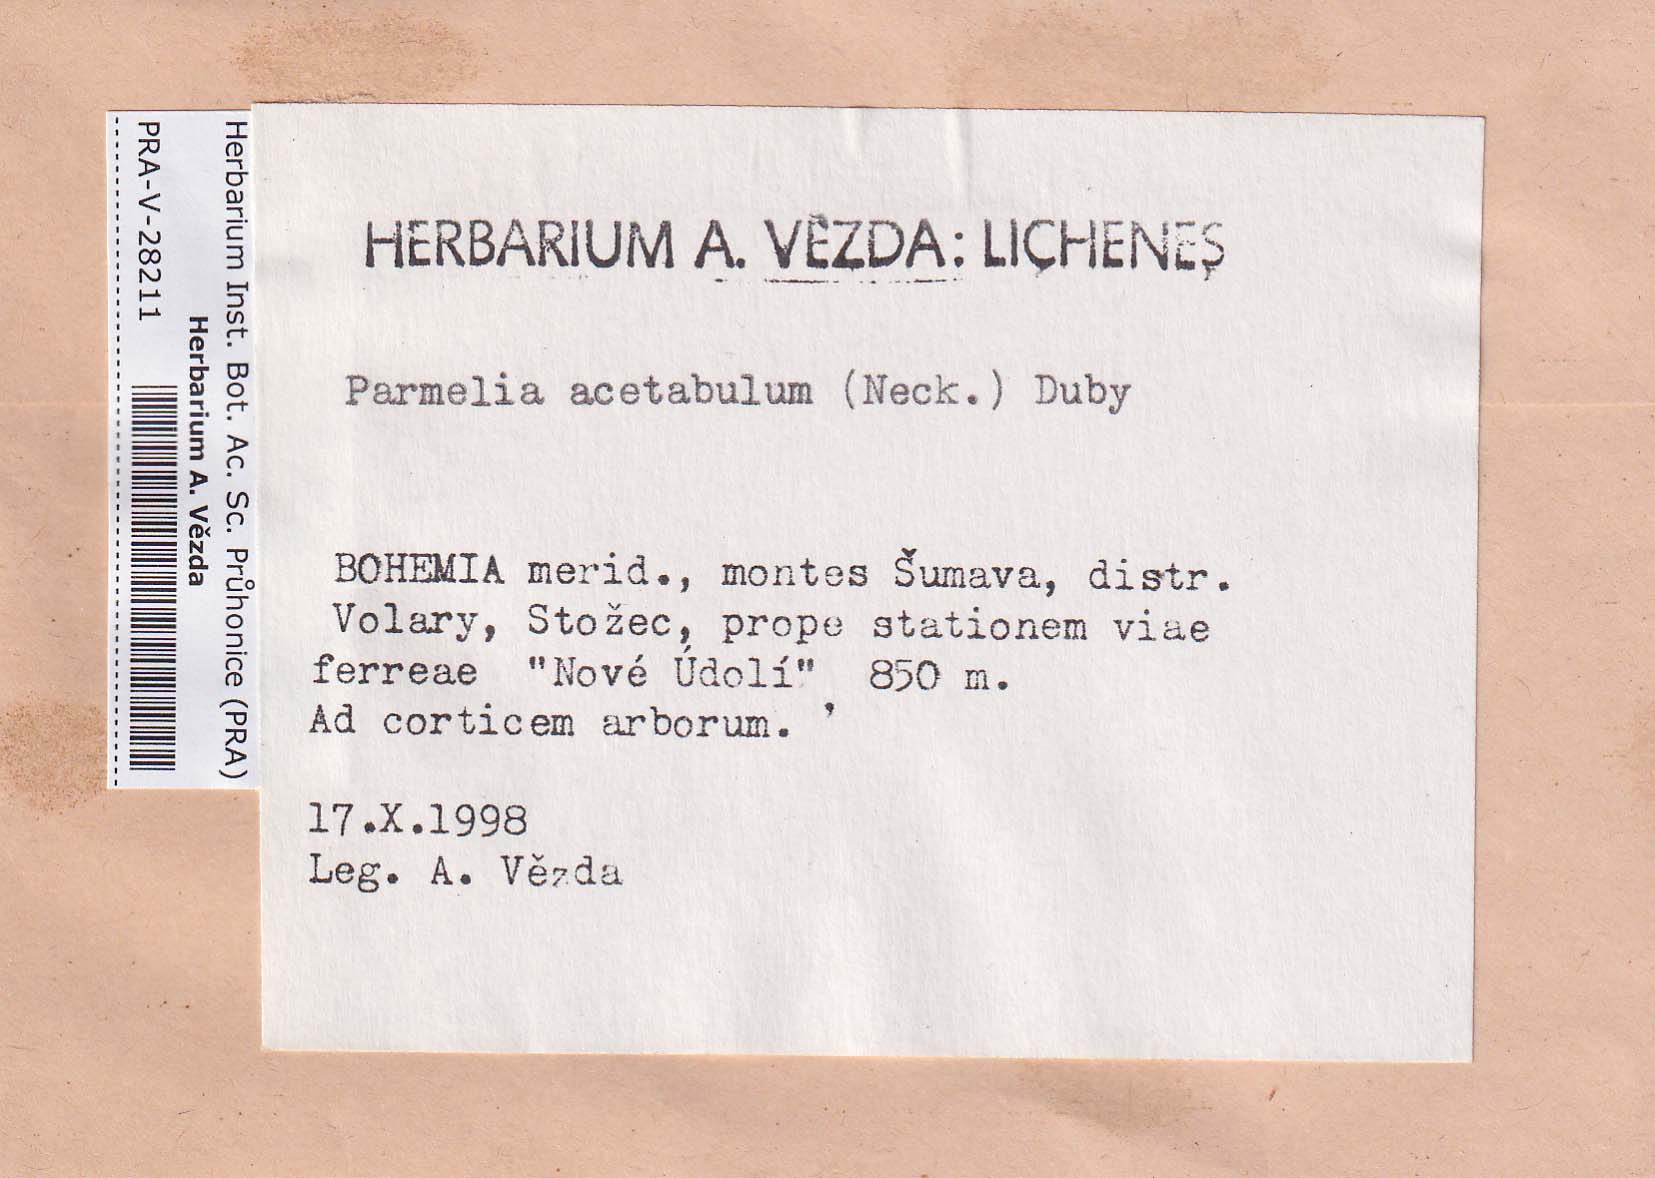 Herbarium Inst. Bot. Ac. Sc. Průhonice (PRA)
Herbarium A. Vězda
PRA-V-28211
HERBARIUM A. VĚZDA: LICHENES
Parmelia acetabulum (Neck.) Duby
BOHEMIA merid., montes Šumava, distr.
Volary, Stožec, prope stationem viae
ferreae "Nové Údolí", 850 m.
Ad corticem arborum.
17.X.1998
Leg. A. Vězda